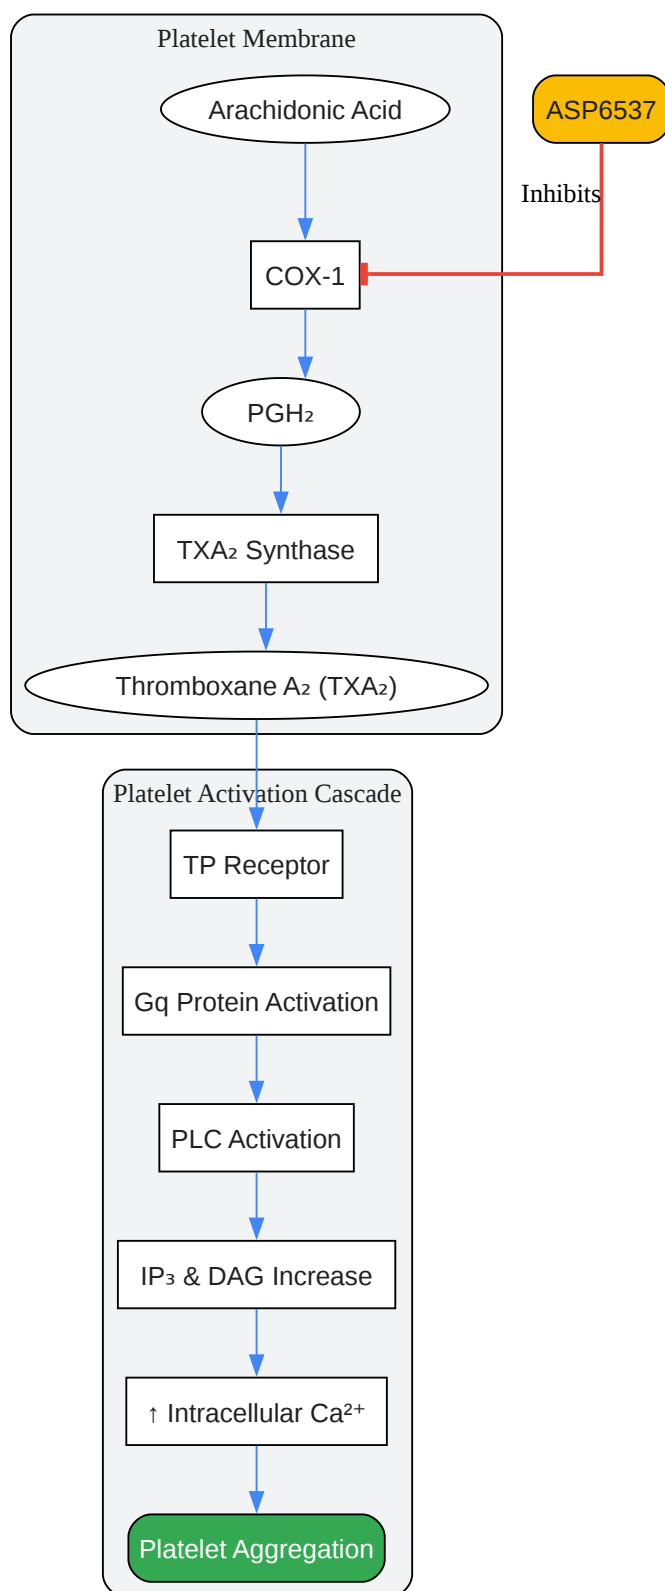 Platelet Membrane
Arachidonic Acid
ASP6537
Inhibits
COX-1
PGH₂
TXA₂ Synthase
Thromboxane A₂ (TXA₂)
Platelet Activation Cascade
TP Receptor
Gq Protein Activation
PLC Activation
IP₃ & DAG Increase
↑ Intracellular Ca²⁺
Platelet Aggregation